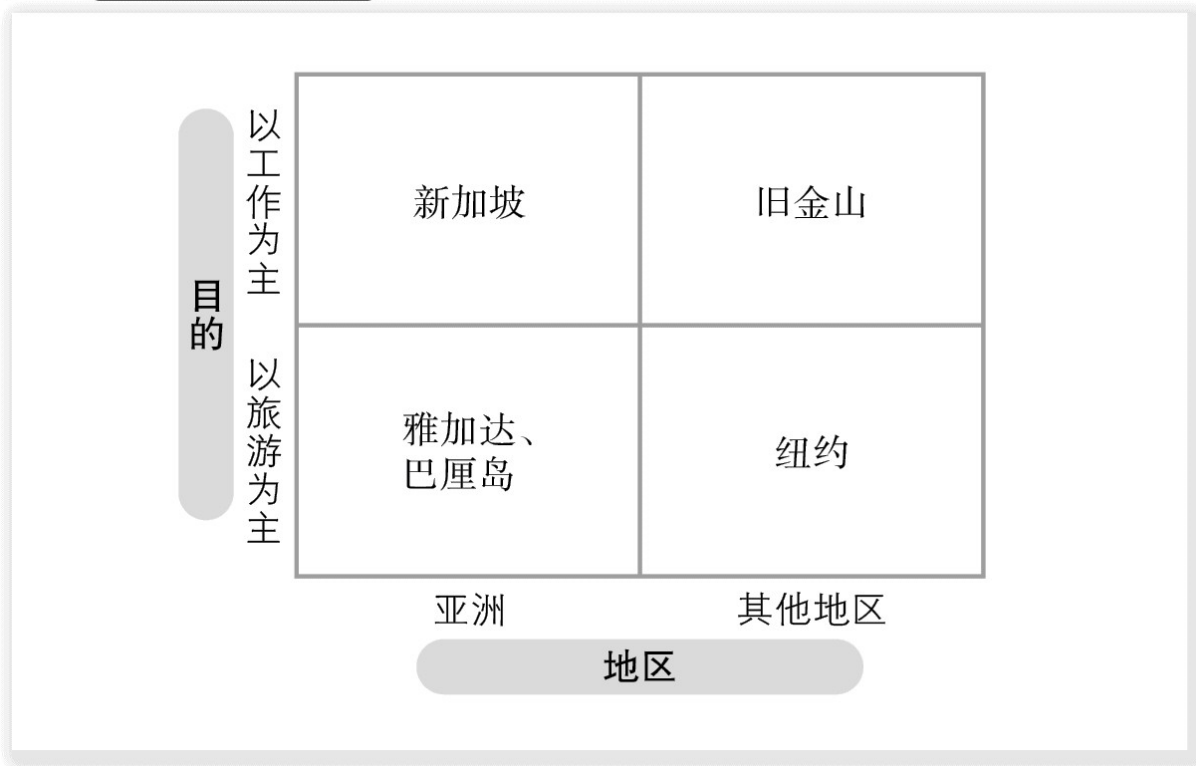 目的
以工作为主
新加坡
旧金山
以旅游为主
雅加达、
巴厘岛
纽约
亚洲
其他地区
地区